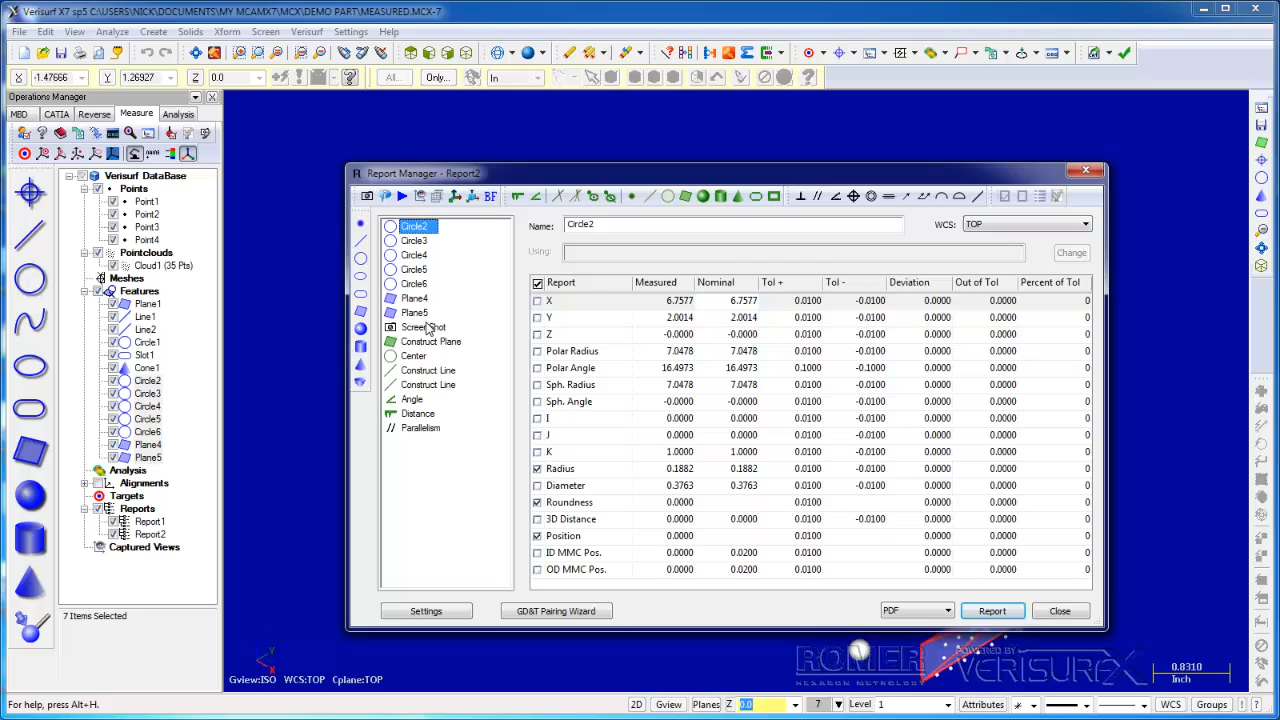 Verisurf X7 sp5 C:\USERS\NICK\DOCUMENTS\MY MCAMX7\MCX\DEMO PART\MEASURED.MCX-7
File Edit View Analyze Create Solids Xform Screen Verisurf Settings Help
X -1.47666 Y 1.26927 Z 0.0 All... Only... In
Operations Manager
MBD CATIA Reverse Measure Analysis
Verisurf DataBase
Points
Point1
Point2
Point3
Point4
Pointclouds
Cloud1 (35 Pts)
Meshes
Features
Plane1
Line1
Line2
Circle1
Slot1
Cone1
Circle2
Circle3
Circle4
Circle5
Circle6
Plane4
Plane5
Analysis
Alignments
Targets
Reports
Report1
Report2
Captured Views
7 Items Selected
Report Manager - Report2
BF
Circle2
Circle3
Circle4
Circle5
Circle6
Plane4
Plane5
Screenshot
Construct Plane
Center
Construct Line
Construct Line
Angle
Distance
Parallelism
Name: Circle2 WCS: TOP
Using: Change
Report Measured Nominal Tol + Tol - Deviation Out of Tol Percent of Tol
X 6.7577 6.7577 0.0100 -0.0100 0.0000 0.0000 0
Y 2.0014 2.0014 0.0100 -0.0100 0.0000 0.0000 0
Z -0.0000 -0.0000 0.0100 -0.0100 0.0000 0.0000 0
Polar Radius 7.0478 7.0478 0.0100 -0.0100 0.0000 0.0000 0
Polar Angle 16.4973 16.4973 0.1000 -0.1000 0.0000 0.0000 0
Sph. Radius 7.0478 7.0478 0.0100 -0.0100 0.0000 0.0000 0
Sph. Angle -0.0000 -0.0000 0.0100 -0.0100 0.0000 0.0000 0
I 0.0000 0.0000 0.0100 -0.0100 0.0000 0.0000 0
J 0.0000 0.0000 0.0100 -0.0100 0.0000 0.0000 0
K 1.0000 1.0000 0.0100 -0.0100 0.0000 0.0000 0
Radius 0.1882 0.1882 0.0100 -0.0100 0.0000 0.0000 0
Diameter 0.3763 0.3763 0.0100 -0.0100 0.0000 0.0000 0
Roundness 0.0000 0.0100 0.0000 0.0000 0
3D Distance 0.0000 0.0000 0.0100 -0.0100 0.0000 0.0000 0
Position 0.0000 0.0100 0.0000 0.0000 0
ID MMC Pos. 0.0000 0.0200 0.0100 0.0000 0.0000 0
OD MMC Pos. 0.0000 0.0200 0.0100 0.0000 0.0000 0
Settings GD&T Pairing Wizard PDF Report Close
Y
X
Gview:ISO WCS:TOP Cplane:TOP
ROMER
HEXAGON METROLOGY
POWERED BY
VERISURF X
0.8310
Inch
For help, press Alt+H. 2D Gview Planes Z 0.0 7 Level 1 Attributes WCS Groups ! ?